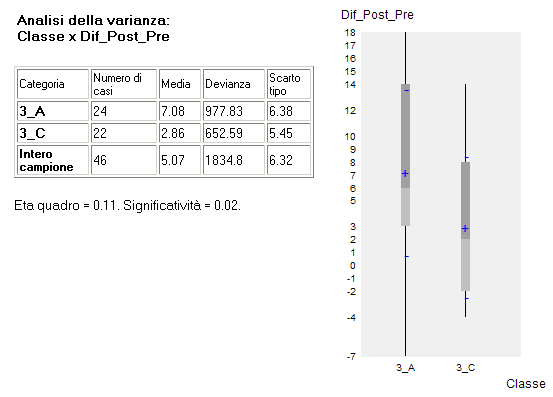 Analisi della varianza:
Classe x Dif_Post_Pre
Categoria Numero di casi Media Devianza Scarto tipo
3_A 24 7.08 977.83 6.38
3_C 22 2.86 652.59 5.45
Intero campione 46 5.07 1834.8 6.32
Eta quadro = 0.11. Significatività = 0.02.
Dif_Post_Pre
18
17
16
15
14
12
10
9
8
7
6
5
3
2
1
0
-1
-2
-4
-7
3_A 3_C
Classe